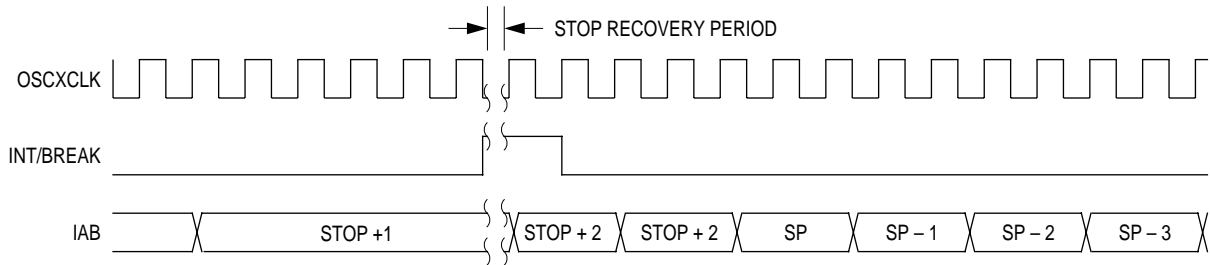 STOP RECOVERY PERIOD
OSCXCLK
INT/BREAK
IAB STOP +1 STOP + 2 STOP + 2 SP SP – 1 SP – 2 SP – 3